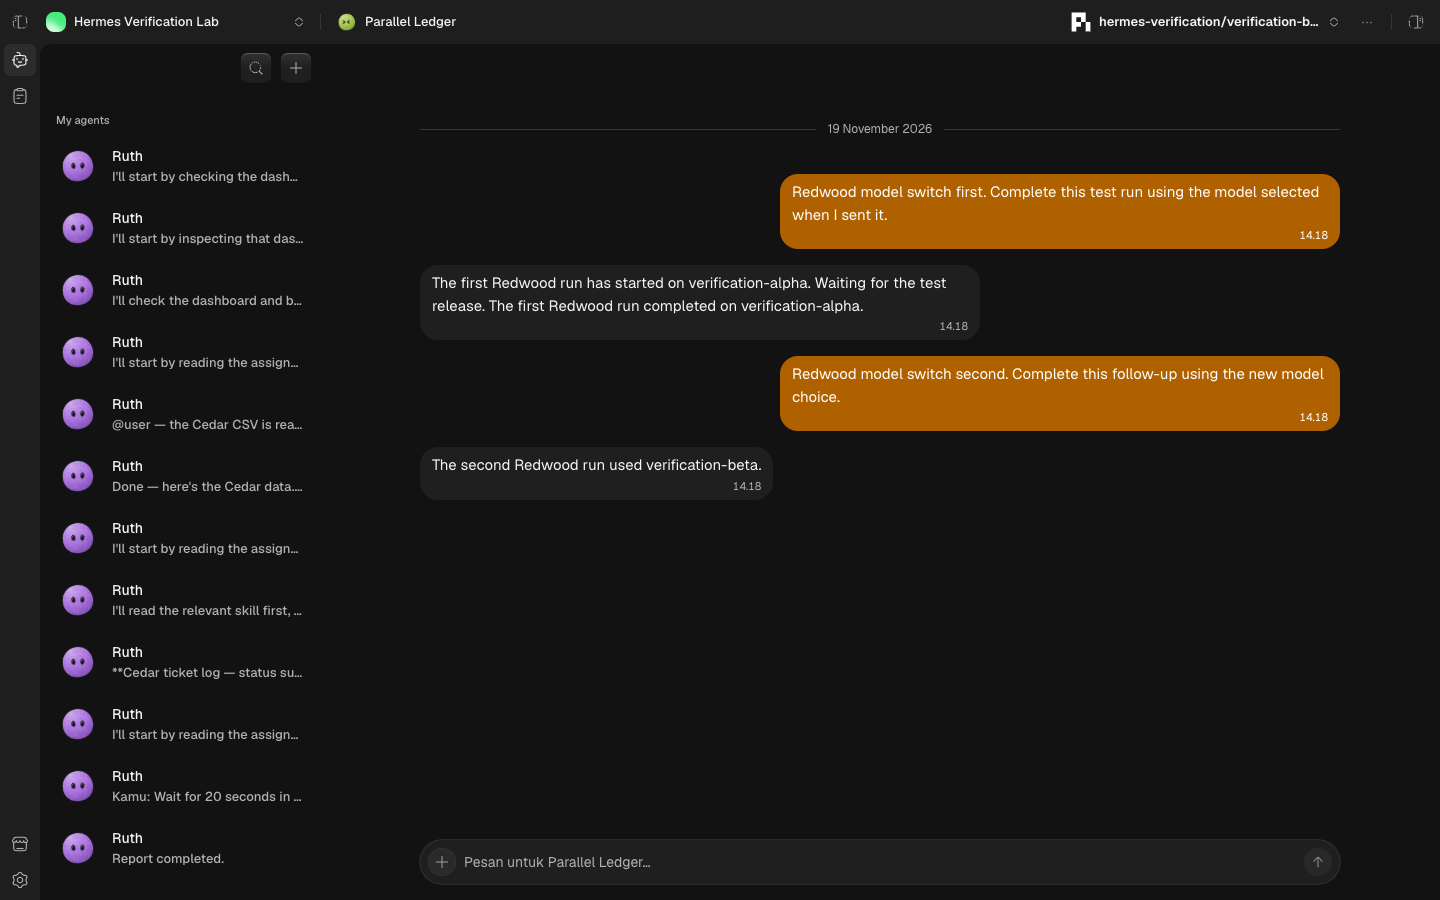 Hermes Verification Lab
Parallel Ledger
hermes-verification/verification-b...
My agents
Ruth
I'll start by checking the dash...
Ruth
I'll start by inspecting that das...
Ruth
I'll check the dashboard and b...
Ruth
I'll start by reading the assign...
Ruth
@user — the Cedar CSV is rea...
Ruth
Done — here's the Cedar data....
Ruth
I'll start by reading the assign...
Ruth
I'll read the relevant skill first, ...
Ruth
**Cedar ticket log — status su...
Ruth
I'll start by reading the assign...
Ruth
Kamu: Wait for 20 seconds in ...
Ruth
Report completed.
19 November 2026
Redwood model switch first. Complete this test run using the model selected
when I sent it.
14.18
The first Redwood run has started on verification-alpha. Waiting for the test
release. The first Redwood run completed on verification-alpha.
14.18
Redwood model switch second. Complete this follow-up using the new model
choice.
14.18
The second Redwood run used verification-beta.
14.18
Pesan untuk Parallel Ledger...